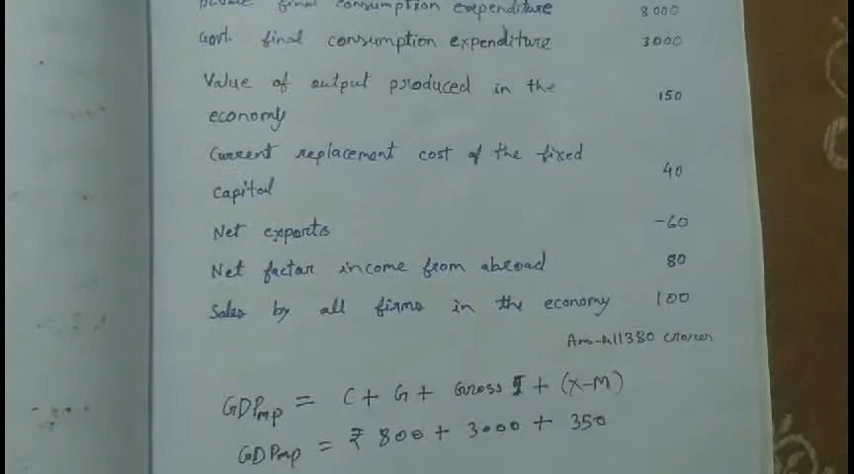 final consumption expenditure 8000
Govt. final consumption expenditure 3000
Value of output produced in the
economy 150
Current replacement cost of the fixed
capital 40
Net exports -60
Net factor income from abroad 80
Sales by all firms in the economy 100
11380 crores
GDPmp = C + G + Gross I + (X-M)
GDPmp = ₹ 800 + 3000 + 350